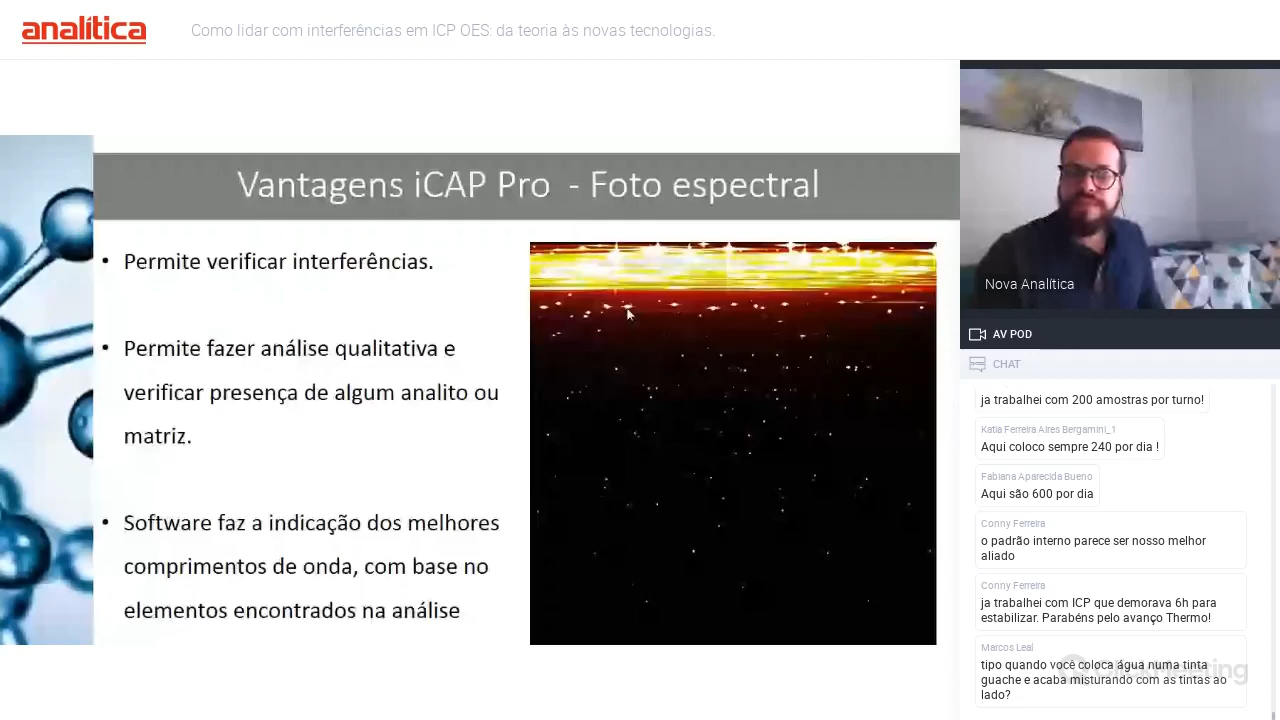 analítica
Como lidar com interferências em ICP OES: da teoria às novas tecnologias.
Vantagens iCAP Pro - Foto espectral
• Permite verificar interferências.
• Permite fazer análise qualitativa e
verificar presença de algum analito ou
matriz.
• Software faz a indicação dos melhores
comprimentos de onda, com base no
elementos encontrados na análise
Nova Analítica
AV POD
CHAT
ja trabalhei com 200 amostras por turno!
Katia Ferreira Aires Bergamini_1
Aqui coloco sempre 240 por dia !
Fabiana Aparecida Bueno
Aqui são 600 por dia
Conny Ferreira
o padrão interno parece ser nosso melhor
aliado
Conny Ferreira
ja trabalhei com ICP que demorava 6h para
estabilizar. Parabéns pelo avanço Thermo!
Marcos Leal
tipo quando você coloca água numa tinta
guache e acaba misturando com as tintas ao
lado?
ClickMeeting